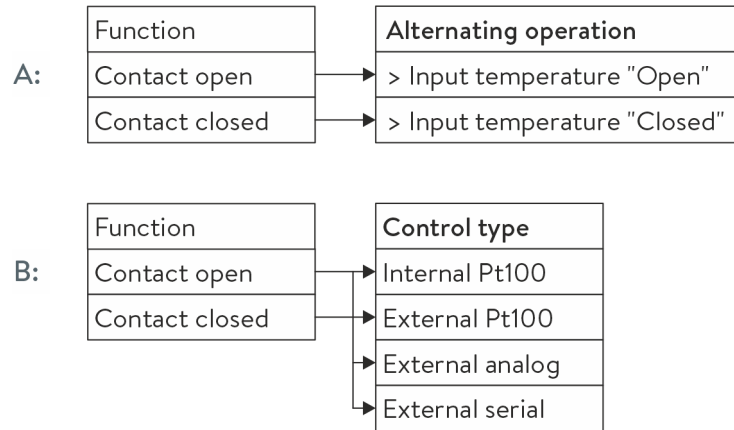 A:
Function
Alternating operation
Contact open
> Input temperature "Open"
Contact closed
> Input temperature "Closed"
B:
Function
Control type
Contact open
Internal Pt100
Contact closed
External Pt100
External analog
External serial